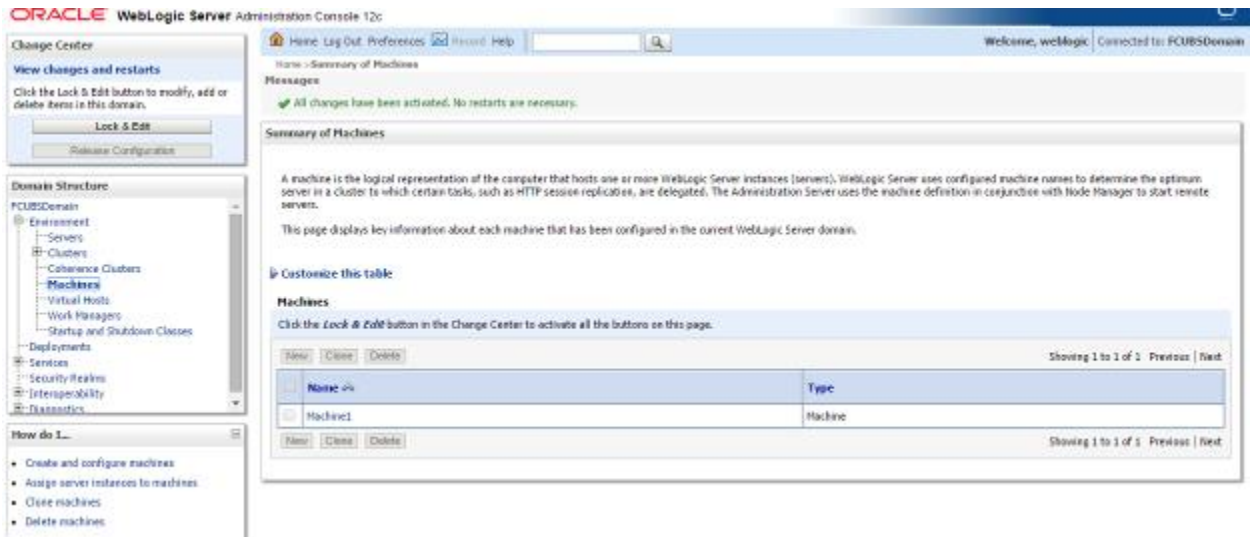 ORACLE WebLogic Server Administration Console 12c
Change Center
View changes and restarts
Click the Lock & Edit button to modify, add or
delete items in this domain.
Lock & Edit
Release Configuration
Domain Structure
FCUBSDomain
Environment
Servers
Clusters
Coherence Clusters
Machines
Virtual Hosts
Work Managers
Startup and Shutdown Classes
Deployments
Services
Security Realms
Interoperability
Diagnostics
How do I...
Create and configure machines
Assign server instances to machines
Clone machines
Delete machines
Home Log Out Preferences Record Help
Welcome, weblogic Connected to: FCUBSDomain
Home >Summary of Machines
Messages
All changes have been activated. No restarts are necessary.
Summary of Machines
A machine is the logical representation of the computer that hosts one or more WebLogic Server instances (servers). WebLogic Server uses configured machine names to determine the optimum
server in a cluster to which certain tasks, such as HTTP session replication, are delegated. The Administration Server uses the machine definition in conjunction with Node Manager to start remote
servers.
This page displays key information about each machine that has been configured in the current WebLogic Server domain.
Customize this table
Machines
Click the Lock & Edit button in the Change Center to activate all the buttons on this page.
New Clone Delete Showing 1 to 1 of 1 Previous | Next
Name Type
Machine1 Machine
New Clone Delete Showing 1 to 1 of 1 Previous | Next